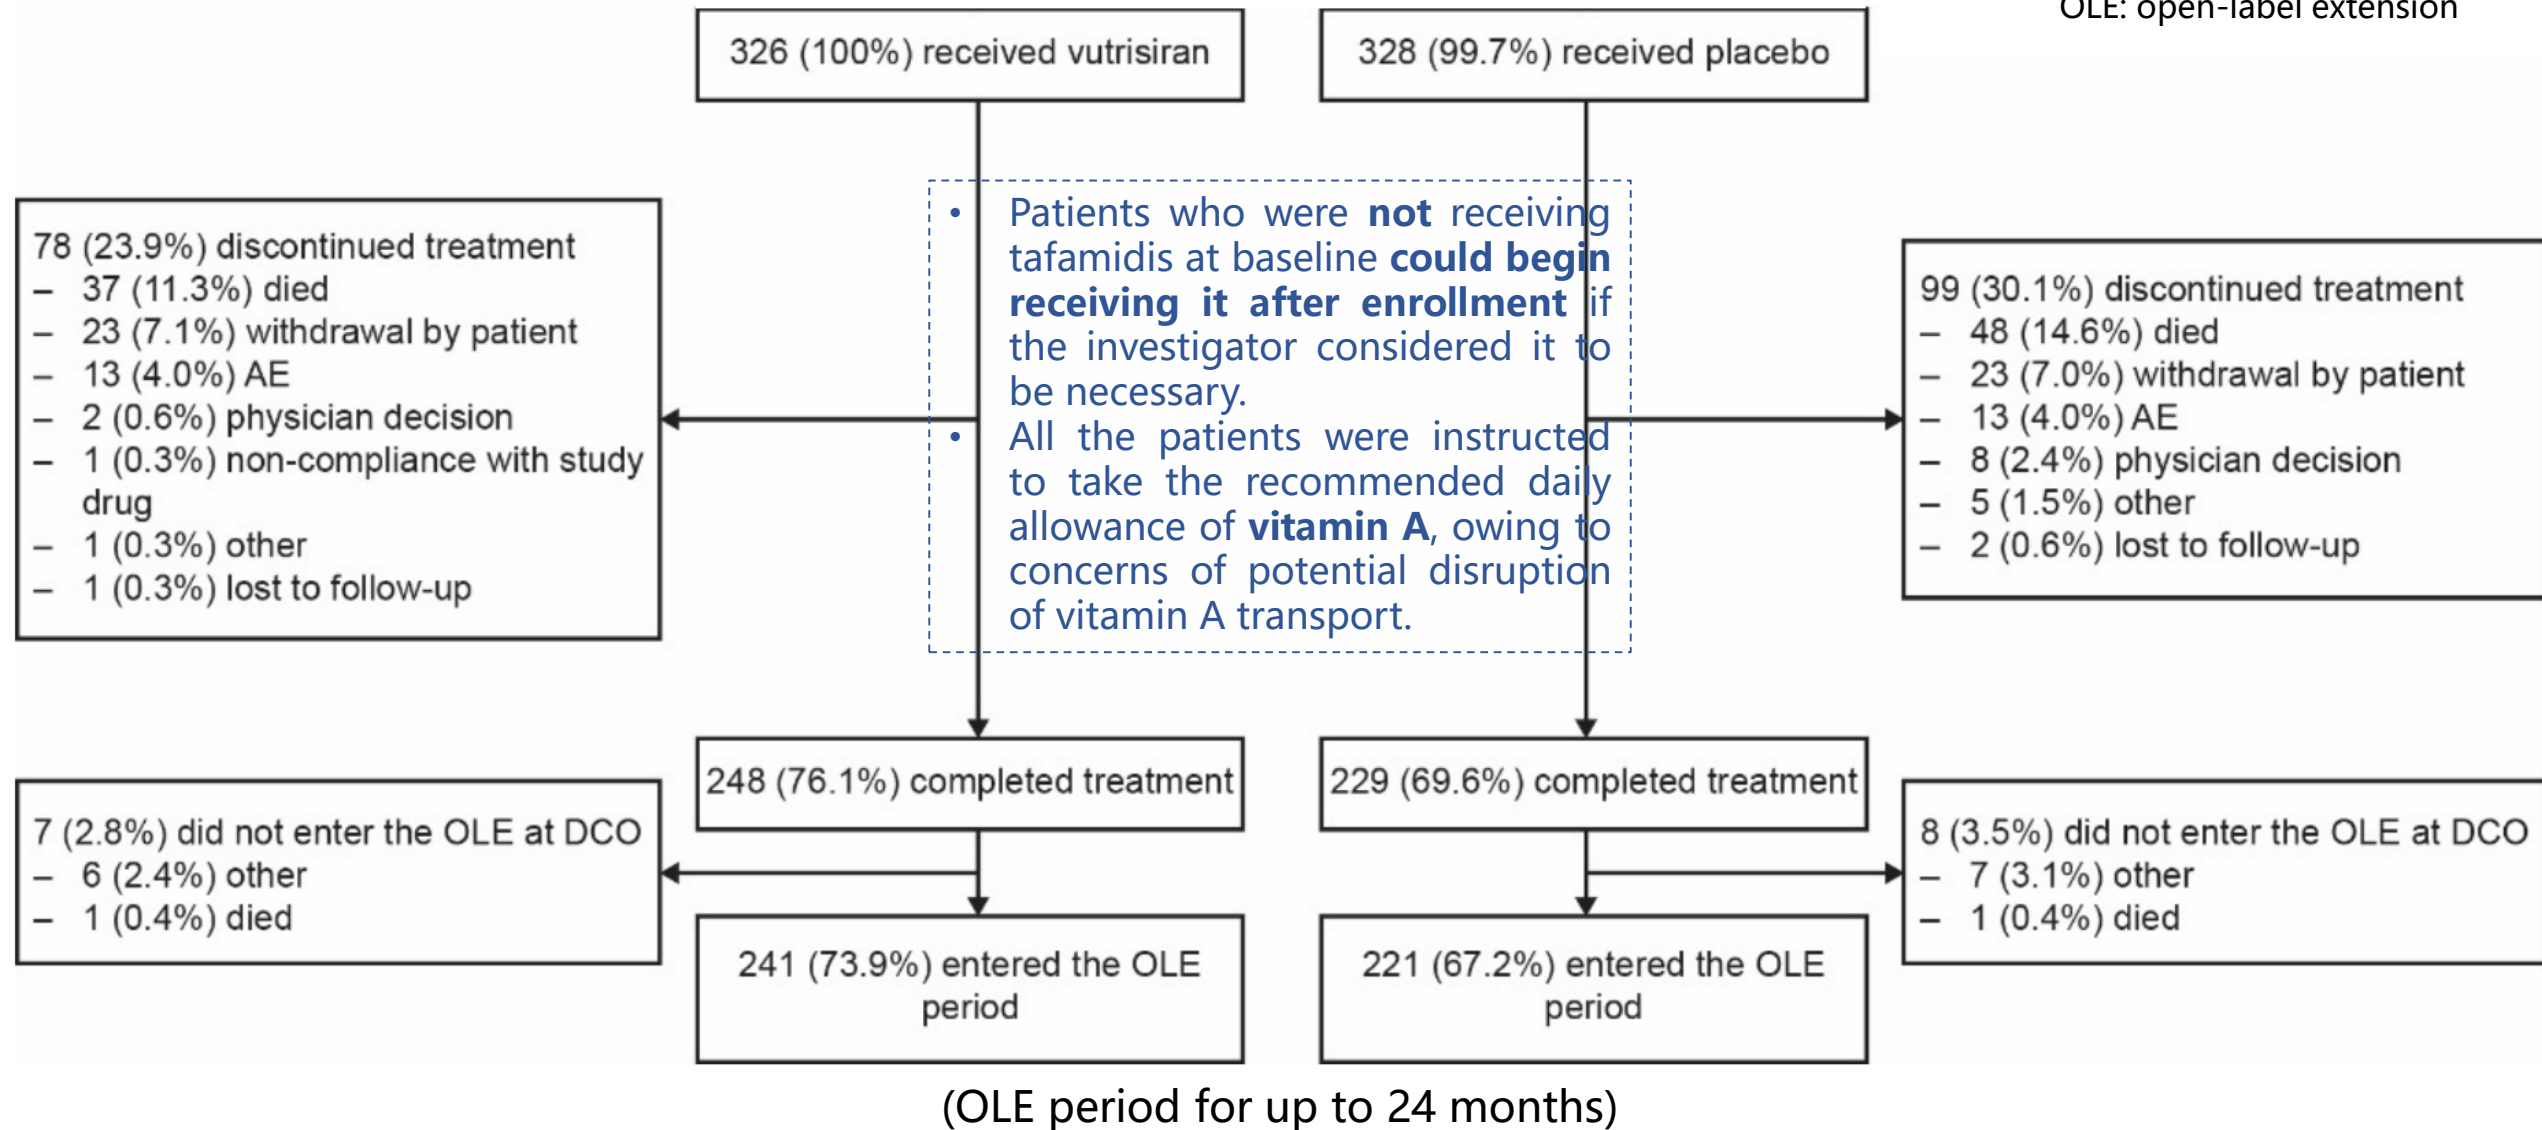 OLE: open-label extension
326 (100%) received vutrisiran
328 (99.7%) received placebo
78 (23.9%) discontinued treatment
– 37 (11.3%) died
– 23 (7.1%) withdrawal by patient
– 13 (4.0%) AE
– 2 (0.6%) physician decision
– 1 (0.3%) non-compliance with study
drug
– 1 (0.3%) other
– 1 (0.3%) lost to follow-up
• Patients who were not receiving
tafamidis at baseline could begin
receiving it after enrollment if
the investigator considered it to
be necessary.
• All the patients were instructed
to take the recommended daily
allowance of vitamin A, owing to
concerns of potential disruption
of vitamin A transport.
99 (30.1%) discontinued treatment
– 48 (14.6%) died
– 23 (7.0%) withdrawal by patient
– 13 (4.0%) AE
– 8 (2.4%) physician decision
– 5 (1.5%) other
– 2 (0.6%) lost to follow-up
248 (76.1%) completed treatment
229 (69.6%) completed treatment
7 (2.8%) did not enter the OLE at DCO
– 6 (2.4%) other
– 1 (0.4%) died
8 (3.5%) did not enter the OLE at DCO
– 7 (3.1%) other
– 1 (0.4%) died
241 (73.9%) entered the OLE
period
221 (67.2%) entered the OLE
period
(OLE period for up to 24 months)